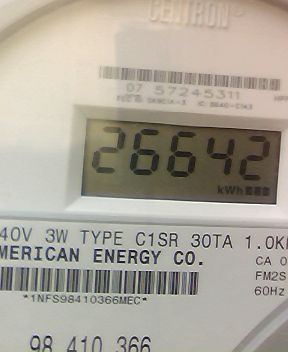 CENTRON
07 57245311
26642
kWh
40V 3W TYPE C1SR 30TA 1.0K
MERICAN ENERGY CO.
CA 0
FM2S
*1NFS98410366MEC*
60Hz
98 410 366